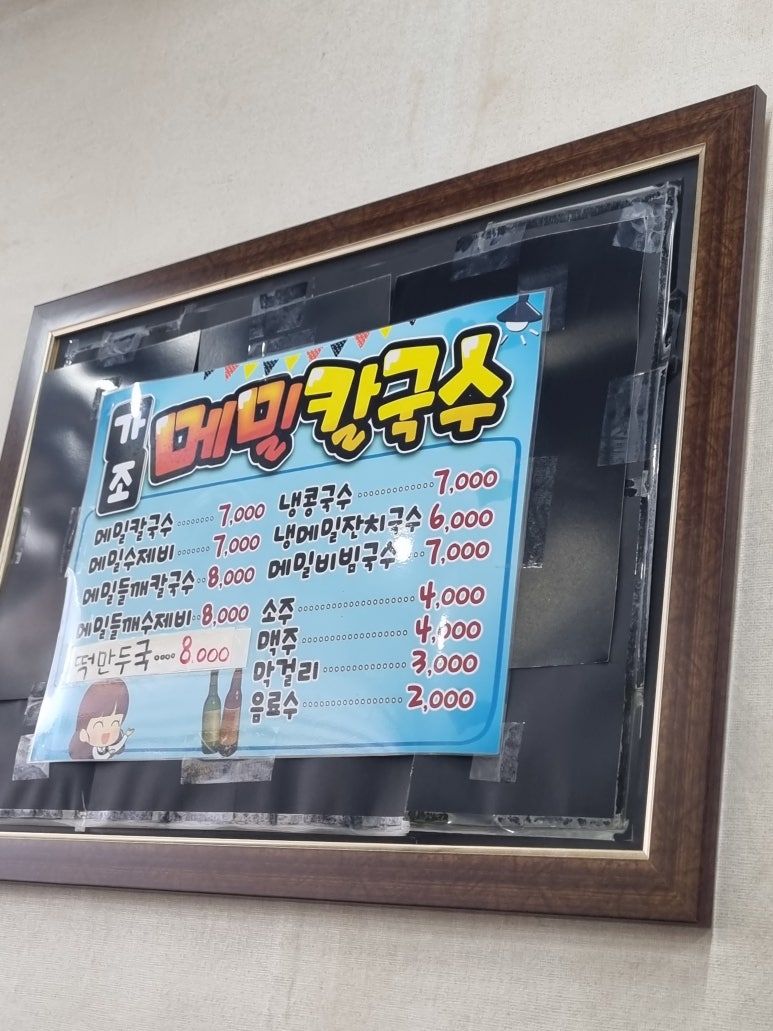 가조 메밀칼국수
메밀칼국수 ········ 7,000
메밀수제비 ······· 7,000
메밀들깨칼국수 ·· 8,000
메밀들깨수제비 ·· 8,000
떡만두국 ···· 8,000
냉콩국수 ············ 7,000
냉메밀잔치국수 6,000
메밀비빔국수 ··· 7,000
소주 ·················· 4,000
맥주 ················ 4,000
막걸리 ············· 3,000
음료수 ················ 2,000